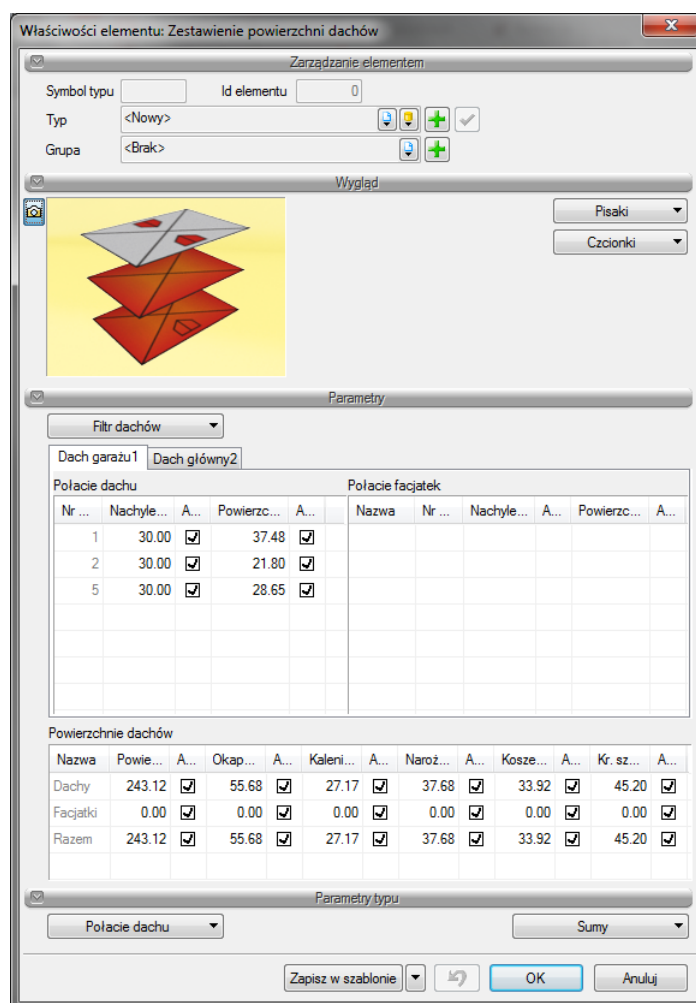 Właściwości elementu: Zestawienie powierzchni dachów
Zarządzanie elementem
Symbol typu Id elementu 0
Typ <Nowy>
Grupa <Brak>
Wygląd
Pisaki
Czcionki
Parametry
Filtr dachów
Dach garażu1 Dach główny2
Połacie dachu Połacie facjatek
Nr ... Nachyle... A... Powierzc... A... Nazwa Nr ... Nachyle... A... Powierzc... A...
1 30.00 37.48
2 30.00 21.80
5 30.00 28.65
Powierzchnie dachów
Nazwa Powie... A... Okap... A... Kaleni... A... Naroż... A... Kosze... A... Kr. sz... A...
Dachy 243.12 55.68 27.17 37.68 33.92 45.20
Facjatki 0.00 0.00 0.00 0.00 0.00 0.00
Razem 243.12 55.68 27.17 37.68 33.92 45.20
Parametry typu
Połacie dachu Sumy
Zapisz w szablonie OK Anuluj